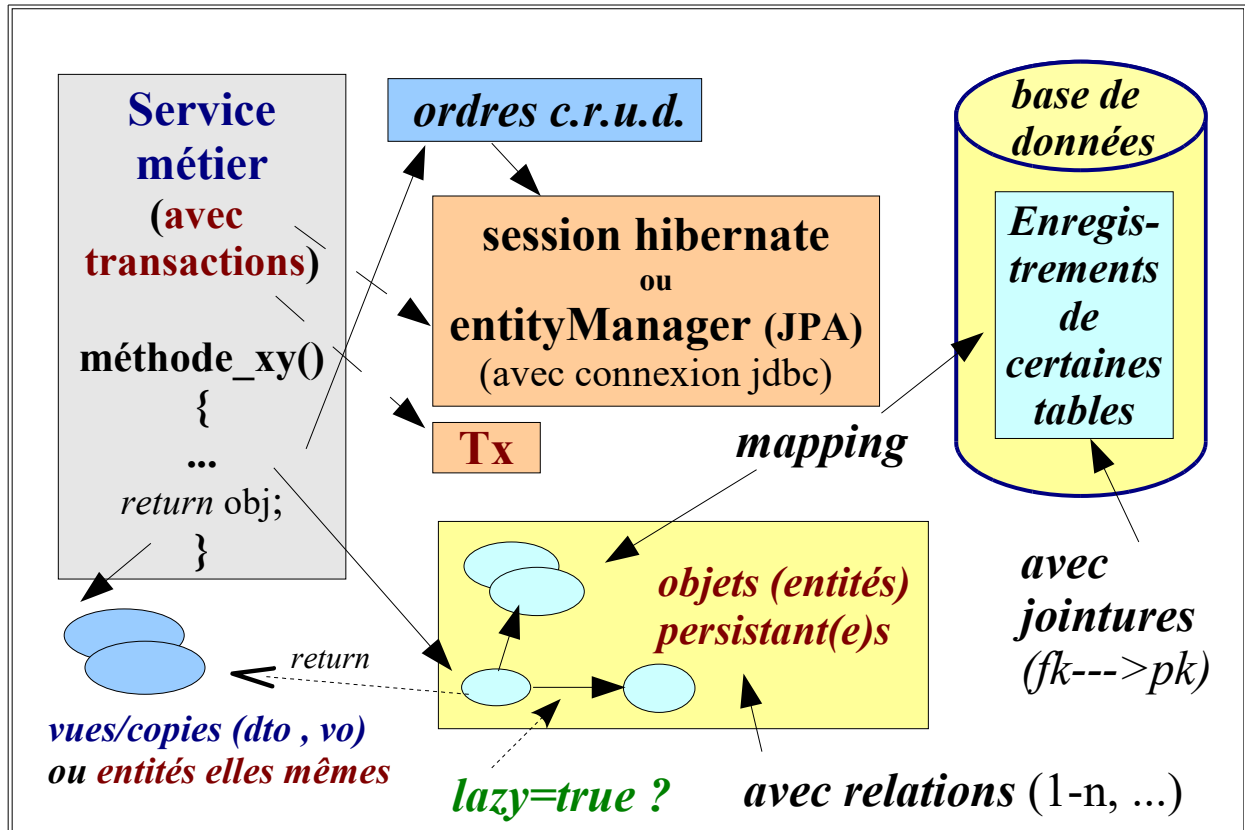 Service
métier
(avec
transactions)
méthode_xy()
{
...
return obj;
}
ordres c.r.u.d.
session hibernate
ou
entityManager (JPA)
(avec connexion jdbc)
Tx
mapping
base de
données
Enregis-
trements
de
certaines
tables
avec
jointures
(fk--->pk)
objets (entités)
persistant(e)s
return
vues/copies (dto , vo)
ou entités elles mêmes
lazy=true ?
avec relations (1-n, ...)